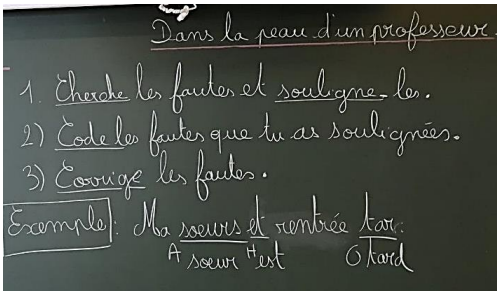 Dans la peau d'un professeur.
1. Cherche les fautes et souligne-les.
2) Code les fautes que tu as soulignées.
3) Corrige les fautes.
Exemple : Ma soeurs et rentrée tar.
A soeur H est O tard